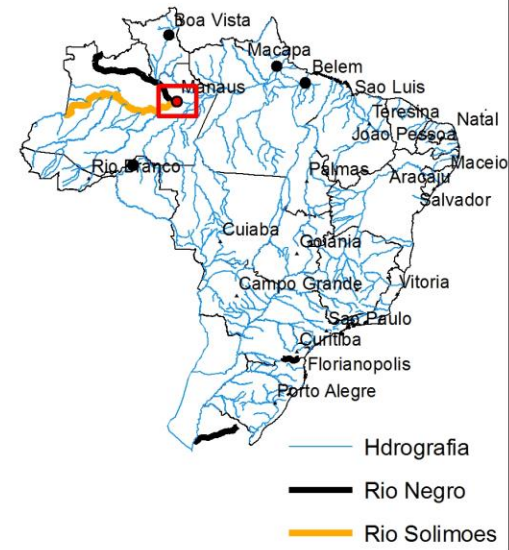 Boa Vista
Macapa
Belem
Manaus
Sao Luis
Teresina
Natal
Joao Pessoa
Maceio
Rio Branco
Palmas
Aracaju
Salvador
Cuiaba
Goiania
Campo Grande
Vitoria
Sao Paulo
Curitiba
Florianopolis
Porto Alegre
Hdrografia
Rio Negro
Rio Solimoes